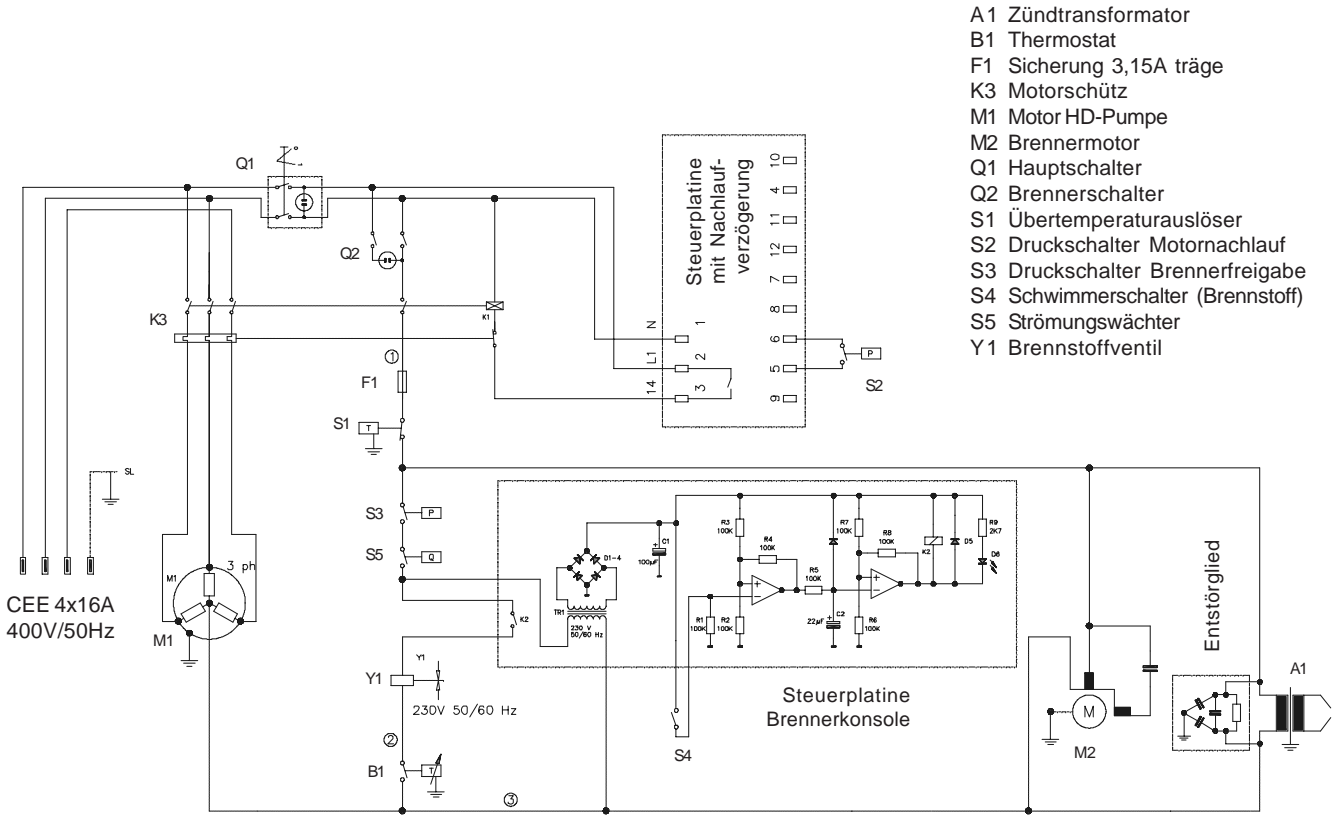 A1 Zündtransformator
B1 Thermostat
F1 Sicherung 3,15A träge
K3 Motorschütz
M1 Motor HD-Pumpe
M2 Brennermotor
Q1 Hauptschalter
Q2 Brennerschalter
S1 Übertemperaturauslöser
S2 Druckschalter Motornachlauf
S3 Druckschalter Brennerfreigabe
S4 Schwimmerschalter (Brennstoff)
S5 Strömungswächter
Y1 Brennstoffventil
Q1
Q2
K3
K1
1
F1
S1
T
SL
Steuerplatine
mit Nachlauf-
verzögerung
10
4
11
12
7
8
6
5
9
N
1
L1
2
14
3
P
S2
S3
P
S5
Q
K2
M1
3 ph
M1
CEE 4x16A
400V/50Hz
Y1
Y1
230V 50/60 Hz
2
B1
T
3
D1-4
TR1
230 V
50/60 Hz
C1
100µF
R3
100K
R4
100K
R1
100K
R2
100K
R5
100K
C2
22µF
R7
100K
R8
100K
R6
100K
K2
D5
R9
2K7
D6
Steuerplatine
Brennerkonsole
S4
M
M2
Entstörglied
A1